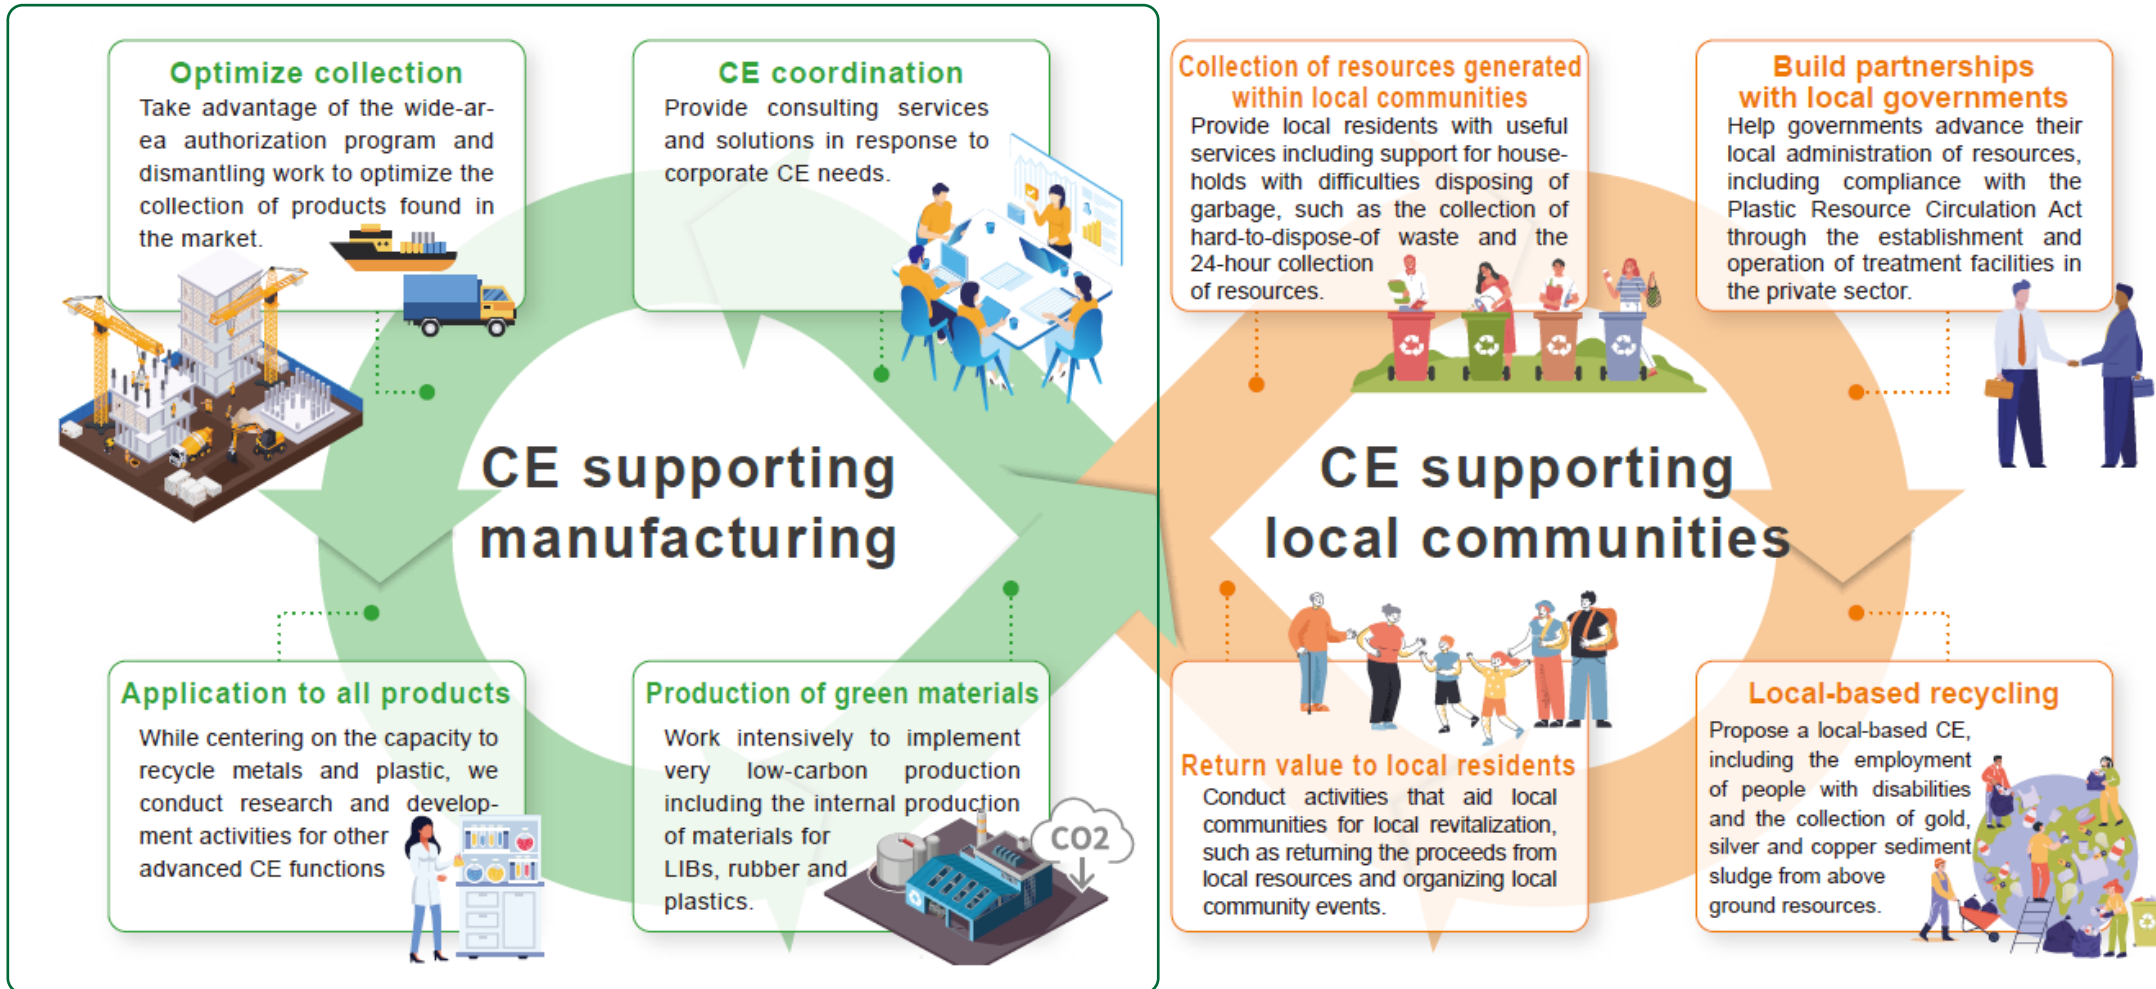 Optimize collection
Take advantage of the wide-ar-
ea authorization program and
dismantling work to optimize the
collection of products found in
the market.
CE coordination
Provide consulting services
and solutions in response to
corporate CE needs.
Collection of resources generated
within local communities
Provide local residents with useful
services including support for house-
holds with difficulties disposing of
garbage, such as the collection of
hard-to-dispose-of waste and the
24-hour collection
of resources.
Build partnerships
with local governments
Help governments advance their
local administration of resources,
including compliance with the
Plastic Resource Circulation Act
through the establishment and
operation of treatment facilities in
the private sector.
CE supporting
manufacturing
CE supporting
local communities
Application to all products
While centering on the capacity to
recycle metals and plastic, we
conduct research and develop-
ment activities for other
advanced CE functions
Production of green materials
Work intensively to implement
very low-carbon production
including the internal production
of materials for
LIBs, rubber and
plastics.
CO2
Return value to local residents
Conduct activities that aid local
communities for local revitalization,
such as returning the proceeds from
local resources and organizing local
community events.
Local-based recycling
Propose a local-based CE,
including the employment
of people with disabilities
and the collection of gold,
silver and copper sediment
sludge from above
ground resources.